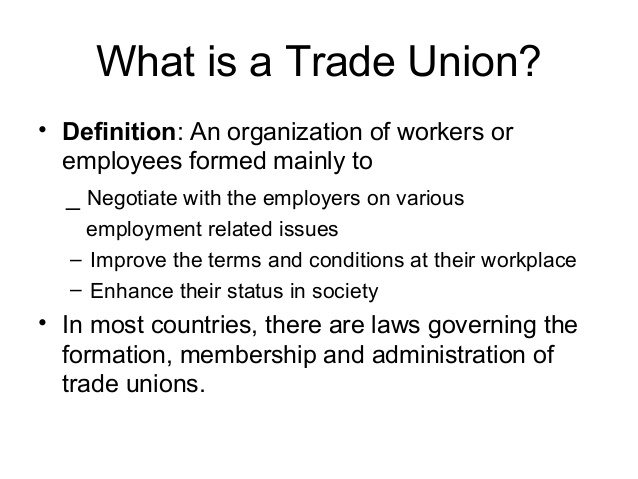 What is a Trade Union?
• Definition: An organization of workers or
employees formed mainly to
_ Negotiate with the employers on various
employment related issues
– Improve the terms and conditions at their workplace
– Enhance their status in society
• In most countries, there are laws governing the
formation, membership and administration of
trade unions.